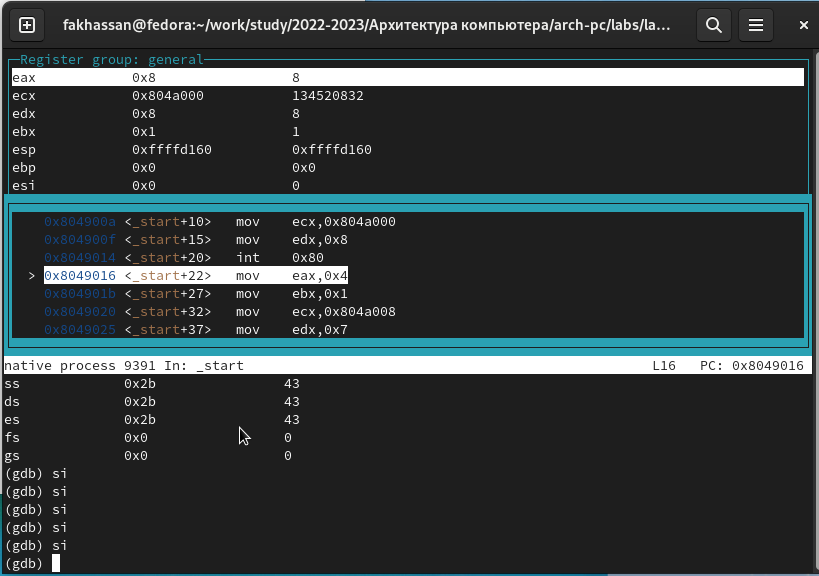 fakhassan@fedora:~/work/study/2022-2023/Архитектура компьютера/arch-pc/labs/la...
Register group: general
eax 0x8 8
ecx 0x804a000 134520832
edx 0x8 8
ebx 0x1 1
esp 0xffffd160 0xffffd160
ebp 0x0 0x0
esi 0x0 0
0x804900a <_start+10> mov ecx,0x804a000
0x804900f <_start+15> mov edx,0x8
0x8049014 <_start+20> int 0x80
> 0x8049016 <_start+22> mov eax,0x4
0x804901b <_start+27> mov ebx,0x1
0x8049020 <_start+32> mov ecx,0x804a008
0x8049025 <_start+37> mov edx,0x7
native process 9391 In: _start L16 PC: 0x8049016
ss 0x2b 43
ds 0x2b 43
es 0x2b 43
fs 0x0 0
gs 0x0 0
(gdb) si
(gdb) si
(gdb) si
(gdb) si
(gdb) si
(gdb)